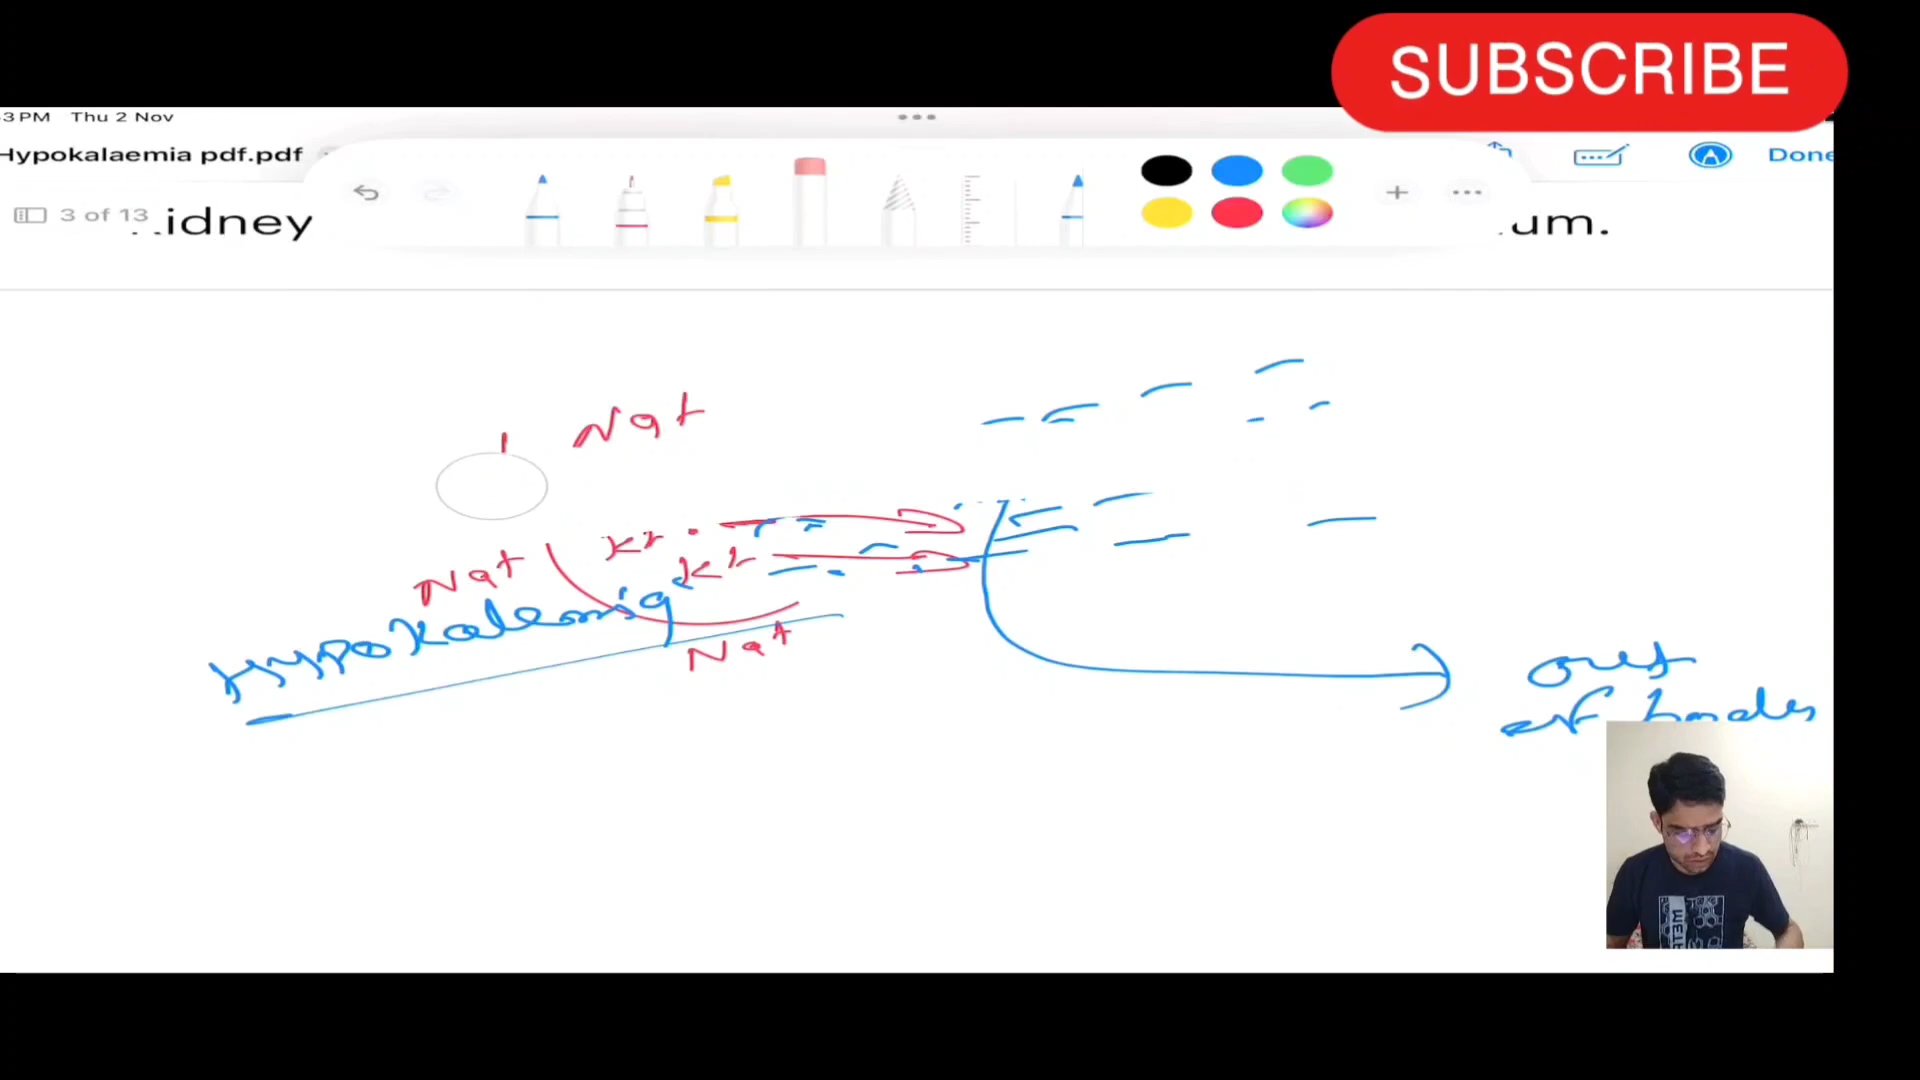 SUBSCRIBE
3 PM Thu 2 Nov
Hypokalaemia pdf.pdf
Done
3 of 13
idney um.
Na+
K+
Na+ K+
Hypokalemia
Na+
out
of body